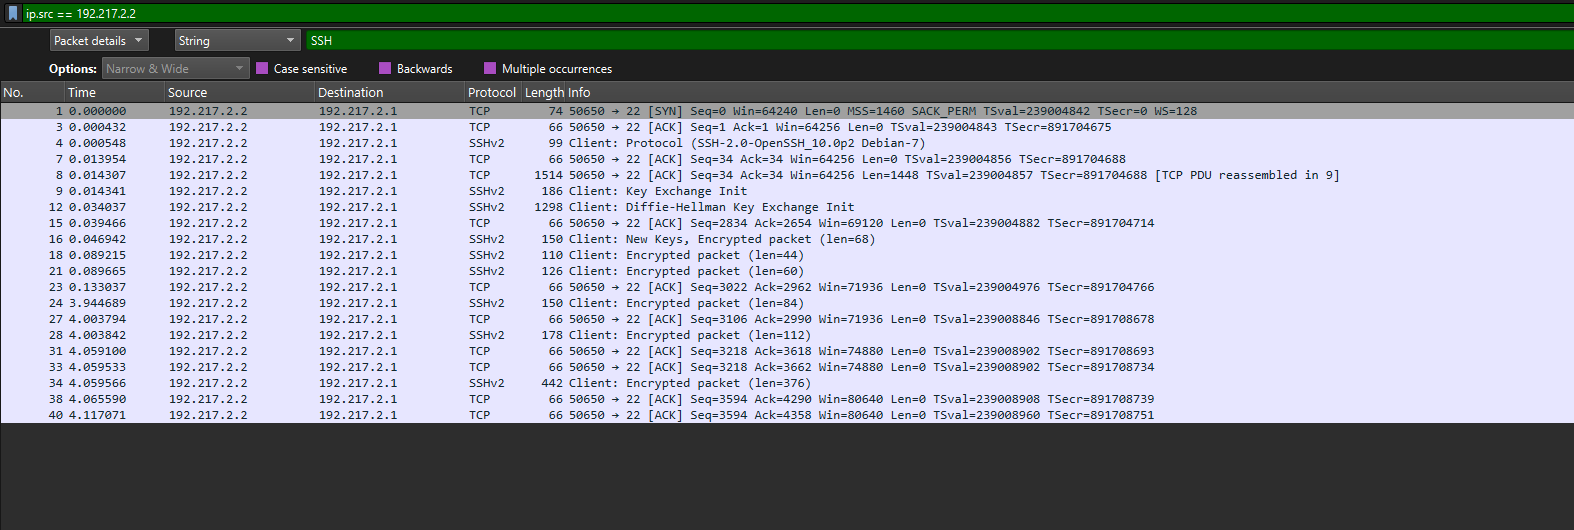 ip.src == 192.217.2.2
Packet details String SSH
Options: Narrow & Wide Case sensitive Backwards Multiple occurrences
No. Time Source Destination Protocol Length Info
1 0.000000 192.217.2.2 192.217.2.1 TCP 74 50650 → 22 [SYN] Seq=0 Win=64240 Len=0 MSS=1460 SACK_PERM TSval=239004842 TSecr=0 WS=128
3 0.000432 192.217.2.2 192.217.2.1 TCP 66 50650 → 22 [ACK] Seq=1 Ack=1 Win=64256 Len=0 TSval=239004843 TSecr=891704675
4 0.000548 192.217.2.2 192.217.2.1 SSHv2 99 Client: Protocol (SSH-2.0-OpenSSH_10.0p2 Debian-7)
7 0.013954 192.217.2.2 192.217.2.1 TCP 66 50650 → 22 [ACK] Seq=34 Ack=34 Win=64256 Len=0 TSval=239004856 TSecr=891704688
8 0.014307 192.217.2.2 192.217.2.1 TCP 1514 50650 → 22 [ACK] Seq=34 Ack=34 Win=64256 Len=1448 TSval=239004857 TSecr=891704688 [TCP PDU reassembled in 9]
9 0.014341 192.217.2.2 192.217.2.1 SSHv2 186 Client: Key Exchange Init
12 0.034037 192.217.2.2 192.217.2.1 SSHv2 1298 Client: Diffie-Hellman Key Exchange Init
15 0.039466 192.217.2.2 192.217.2.1 TCP 66 50650 → 22 [ACK] Seq=2834 Ack=2654 Win=69120 Len=0 TSval=239004882 TSecr=891704714
16 0.046942 192.217.2.2 192.217.2.1 SSHv2 150 Client: New Keys, Encrypted packet (len=68)
18 0.089215 192.217.2.2 192.217.2.1 SSHv2 110 Client: Encrypted packet (len=44)
21 0.089665 192.217.2.2 192.217.2.1 SSHv2 126 Client: Encrypted packet (len=60)
23 0.133037 192.217.2.2 192.217.2.1 TCP 66 50650 → 22 [ACK] Seq=3022 Ack=2962 Win=71936 Len=0 TSval=239004976 TSecr=891704766
24 3.944689 192.217.2.2 192.217.2.1 SSHv2 150 Client: Encrypted packet (len=84)
27 4.003794 192.217.2.2 192.217.2.1 TCP 66 50650 → 22 [ACK] Seq=3106 Ack=2990 Win=71936 Len=0 TSval=239008846 TSecr=891708678
28 4.003842 192.217.2.2 192.217.2.1 SSHv2 178 Client: Encrypted packet (len=112)
31 4.059100 192.217.2.2 192.217.2.1 TCP 66 50650 → 22 [ACK] Seq=3218 Ack=3618 Win=74880 Len=0 TSval=239008902 TSecr=891708693
33 4.059533 192.217.2.2 192.217.2.1 TCP 66 50650 → 22 [ACK] Seq=3218 Ack=3662 Win=74880 Len=0 TSval=239008902 TSecr=891708734
34 4.059566 192.217.2.2 192.217.2.1 SSHv2 442 Client: Encrypted packet (len=376)
38 4.065590 192.217.2.2 192.217.2.1 TCP 66 50650 → 22 [ACK] Seq=3594 Ack=4290 Win=80640 Len=0 TSval=239008908 TSecr=891708739
40 4.117071 192.217.2.2 192.217.2.1 TCP 66 50650 → 22 [ACK] Seq=3594 Ack=4358 Win=80640 Len=0 TSval=239008960 TSecr=891708751